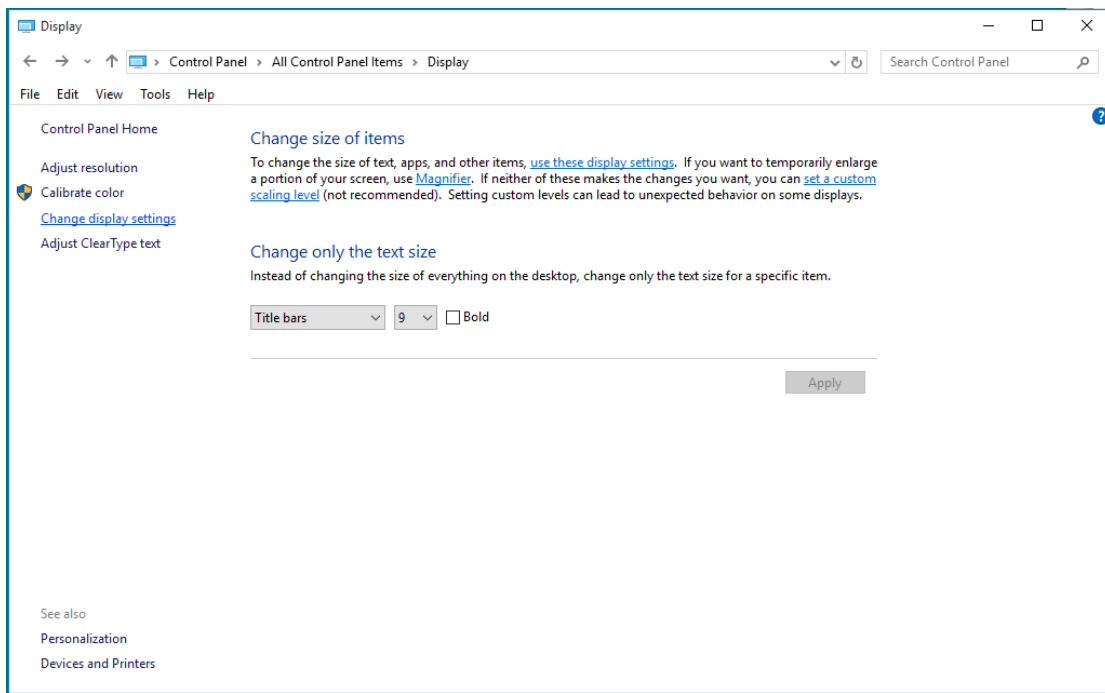 Display
Control Panel > All Control Panel Items > Display
Search Control Panel
File Edit View Tools Help
Control Panel Home
Adjust resolution
Calibrate color
Change display settings
Adjust ClearType text
Change size of items
To change the size of text, apps, and other items, use these display settings. If you want to temporarily enlarge
a portion of your screen, use Magnifier. If neither of these makes the changes you want, you can set a custom
scaling level (not recommended). Setting custom levels can lead to unexpected behavior on some displays.
Change only the text size
Instead of changing the size of everything on the desktop, change only the text size for a specific item.
Title bars 9 Bold
Apply
See also
Personalization
Devices and Printers
?